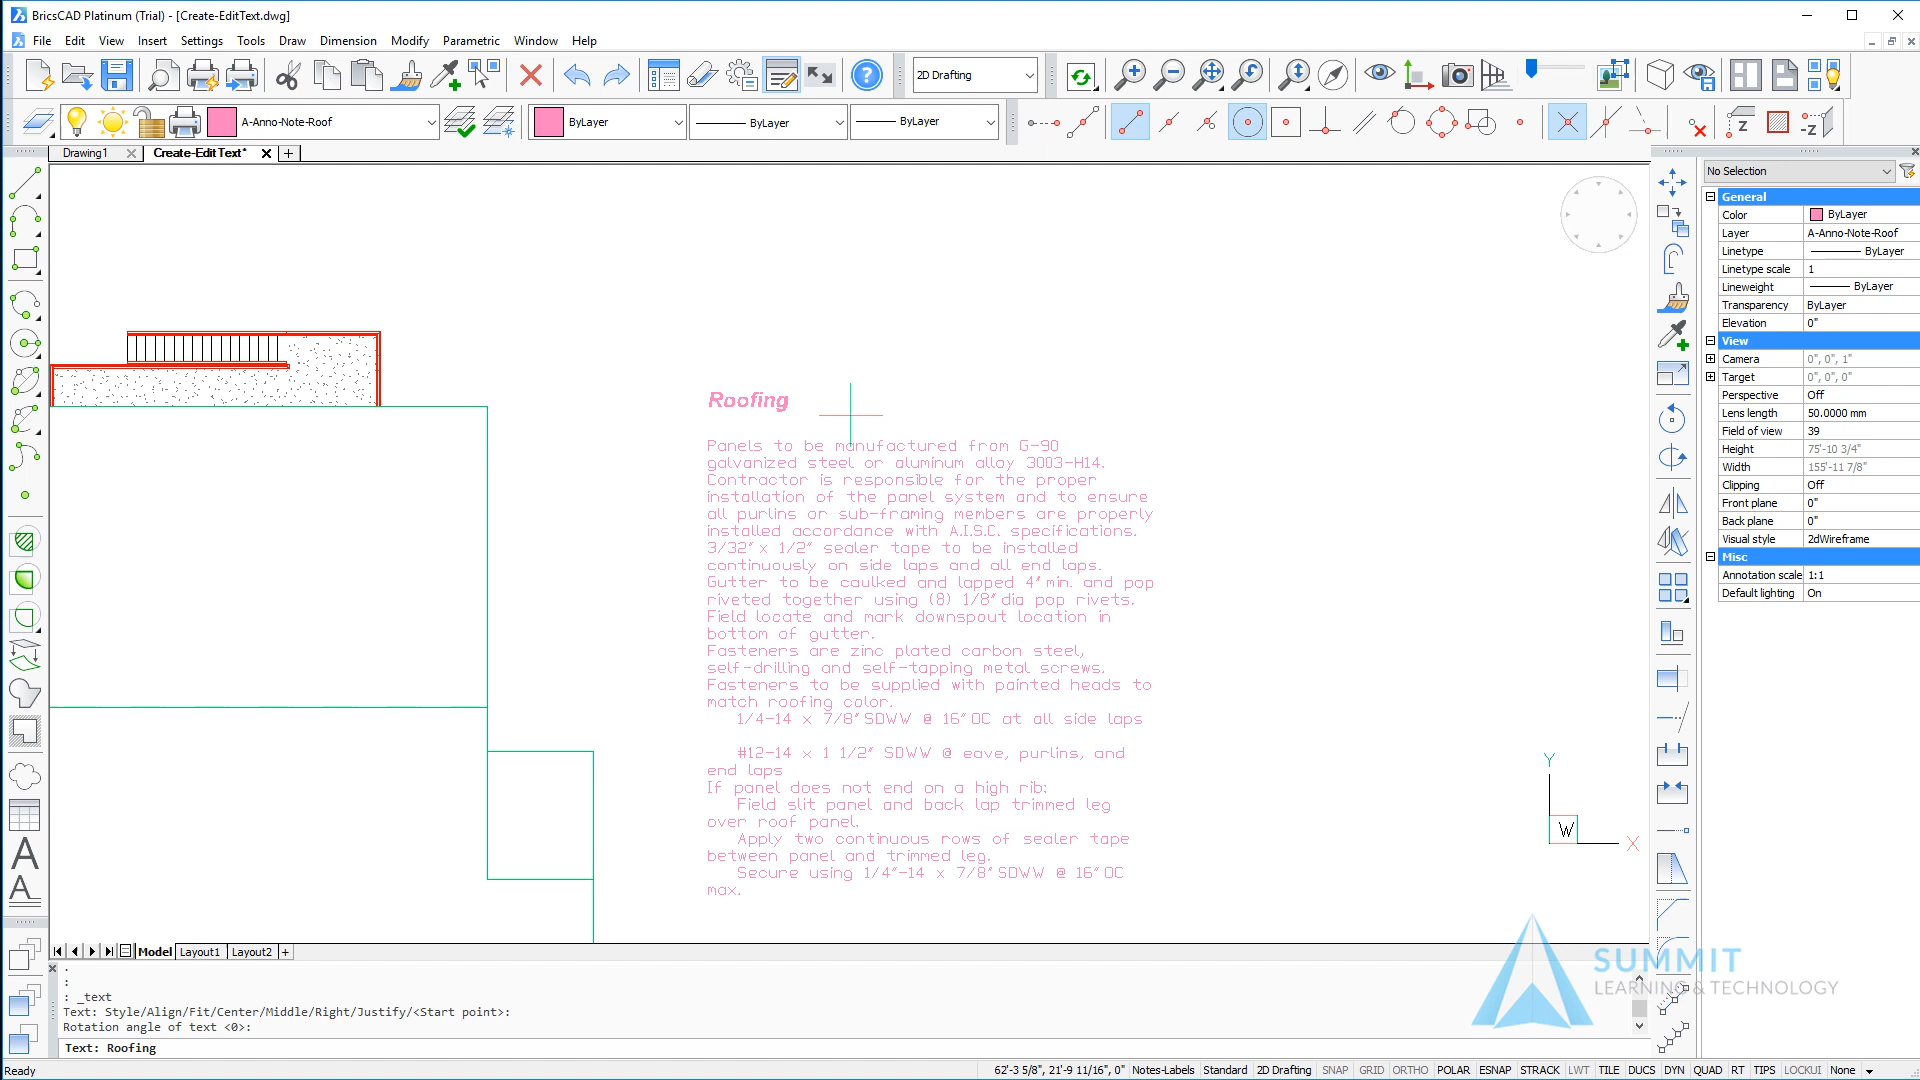 BricsCAD Platinum (Trial) - [Create-EditText.dwg]
File Edit View Insert Settings Tools Draw Dimension Modify Parametric Window Help
2D Drafting
A-Anno-Note-Roof ByLayer ByLayer ByLayer
Drawing1 Create-EditText*
No Selection
General
Color ByLayer
Layer A-Anno-Note-Roof
Linetype ByLayer
Linetype scale 1
Lineweight ByLayer
Transparency ByLayer
Elevation 0"
View
Camera 0", 0", 1"
Target 0", 0", 0"
Perspective Off
Lens length 50.0000 mm
Field of view 39
Height 75'-10 3/4"
Width 155'-11 7/8"
Clipping Off
Front plane 0"
Back plane 0"
Visual style 2dWireframe
Misc
Annotation scale 1:1
Default lighting On
Roofing
Panels to be manufactured from G-90
galvanized steel or aluminum alloy 3003-H14.
Contractor is responsible for the proper
installation of the panel system and to ensure
all purlins or sub-framing members are properly
installed accordance with A.I.S.C. specifications.
3/32" x 1/2" sealer tape to be installed
continuously on side laps and all end laps.
Gutter to be caulked and lapped 4" min. and pop
riveted together using (8) 1/8" dia pop rivets.
Field locate and mark downspout location in
bottom of gutter.
Fasteners are zinc plated carbon steel,
self-drilling and self-tapping metal screws.
Fasteners to be supplied with painted heads to
match roofing color.
1/4-14 x 7/8" SDWW @ 16" OC at all side laps
#12-14 x 1 1/2" SDWW @ eave, purlins, and
end laps
If panel does not end on a high rib:
Field slit panel and back lap trimmed leg
over roof panel.
Apply two continuous rows of sealer tape
between panel and trimmed leg.
Secure using 1/4"-14 x 7/8" SDWW @ 16" OC
max.
Y
W
X
Model Layout1 Layout2 +
:
: _text
Text: Style/Align/Fit/Center/Middle/Right/Justify/<Start point>:
Rotation angle of text <0>:
Text: Roofing
SUMMIT
LEARNING & TECHNOLOGY
Ready 62'-3 5/8", 21'-9 11/16", 0" Notes-Labels Standard 2D Drafting SNAP GRID ORTHO POLAR ESNAP STRACK LWT TILE DUCS DYN QUAD RT TIPS LOCKUI None